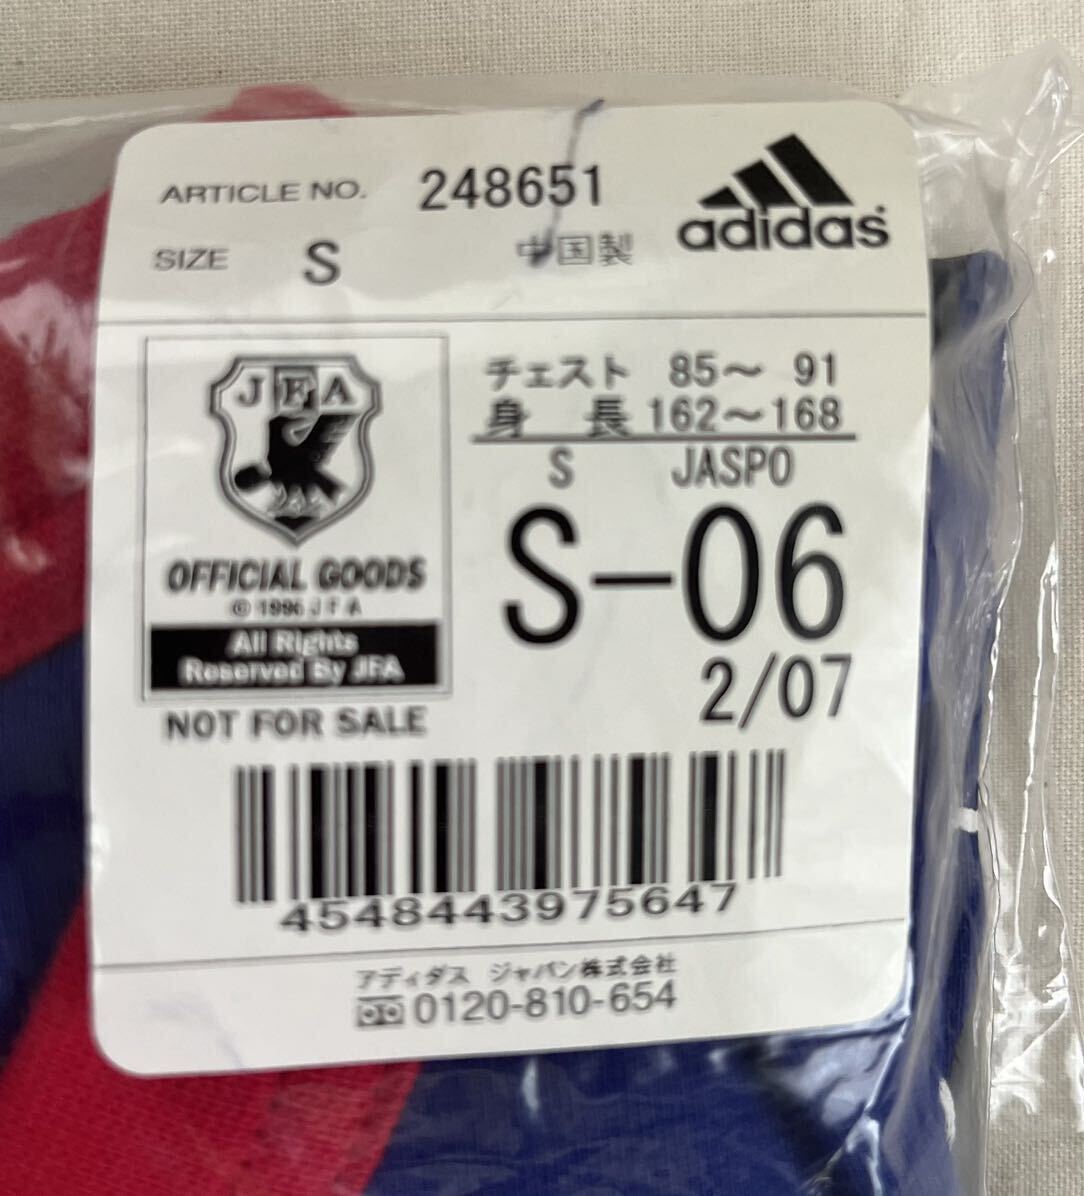 ARTICLE NO. 248651
adidas
SIZE S 中国製
JFA
OFFICIAL GOODS
© 1996 J F A
All Rights
Reserved By JFA
NOT FOR SALE
チェスト 85～ 91
身 長 162～168
S JASPO
S-06
2/07
4548443975647
アディダス ジャパン株式会社
0120-810-654